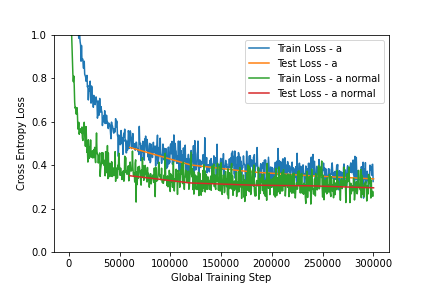 1.0
0.8
0.6
0.4
0.2
0.0
Cross Entropy Loss
Train Loss - a
Test Loss - a
Train Loss - a normal
Test Loss - a normal
0 50000 100000 150000 200000 250000 300000
Global Training Step